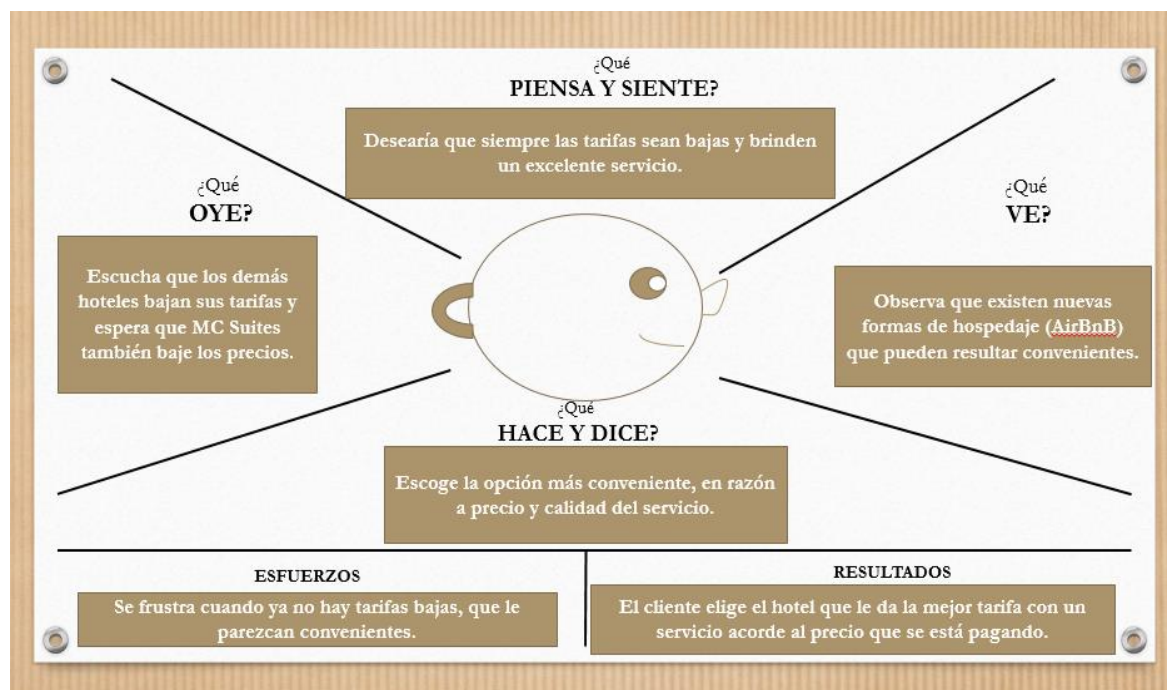 ¿Qué
PIENSA Y SIENTE?
Desearía que siempre las tarifas sean bajas y brinden
un excelente servicio.
¿Qué
OYE?
Escucha que los demás
hoteles bajan sus tarifas y
espera que MC Suites
también baje los precios.
¿Qué
VE?
Observa que existen nuevas
formas de hospedaje (AirBnB)
que pueden resultar convenientes.
¿Qué
HACE Y DICE?
Escoge la opción más conveniente, en razón
a precio y calidad del servicio.
ESFUERZOS
Se frustra cuando ya no hay tarifas bajas, que le
parezcan convenientes.
RESULTADOS
El cliente elige el hotel que le da la mejor tarifa con un
servicio acorde al precio que se está pagando.